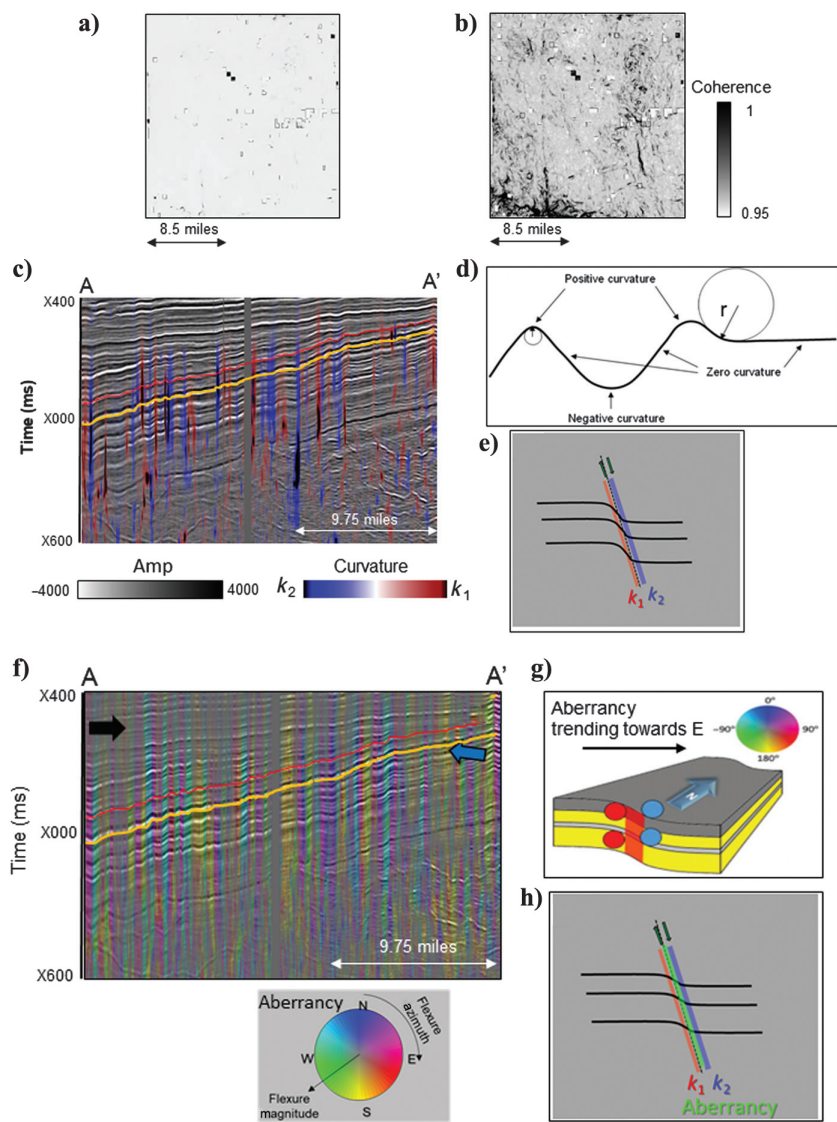 a)
b)
Coherence
1
0.95
8.5 miles
8.5 miles
c)
A
A'
X400
X000
X600
Time (ms)
9.75 miles
Amp
−4000
4000
Curvature
k2
k1
d)
Positive curvature
r
Zero curvature
Negative curvature
e)
k1
k2
f)
A
A'
X400
X000
X600
Time (ms)
9.75 miles
Aberrancy
N
E
S
W
Flexure
azimuth
Flexure
magnitude
g)
Aberrancy
trending towards E
0°
−90°
90°
180°
N
h)
k1
k2
Aberrancy